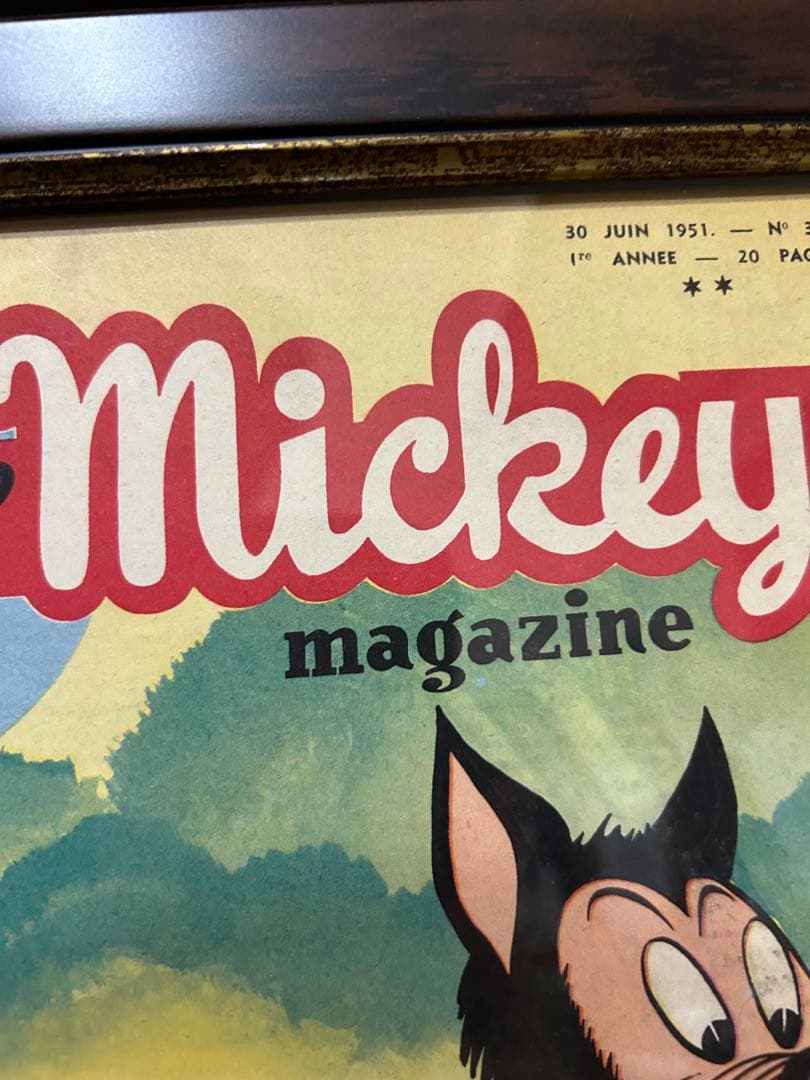 30 JUIN 1951. — Nº
1re ANNEE — 20
Mickey
magazine